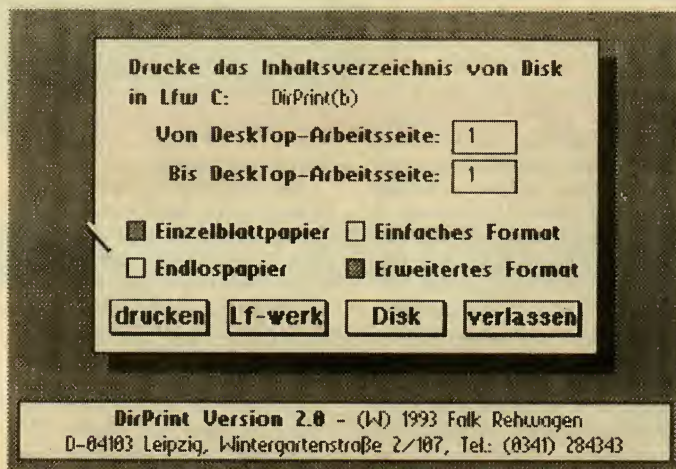 Drucke das Inhaltsverzeichnis von Disk
in Lfw C: DirPrint(b)
Von DeskTop-Arbeitsseite: 1
Bis DeskTop-Arbeitsseite: 1
Einzelblattpapier Einfaches Format
Endlospapier Erweitertes Format
drucken Lf-werk Disk verlassen
DirPrint Version 2.0 - (W) 1993 Falk Rehwagen
D-04103 Leipzig, Wintergartenstraße 2/107, Tel.: (0341) 284343